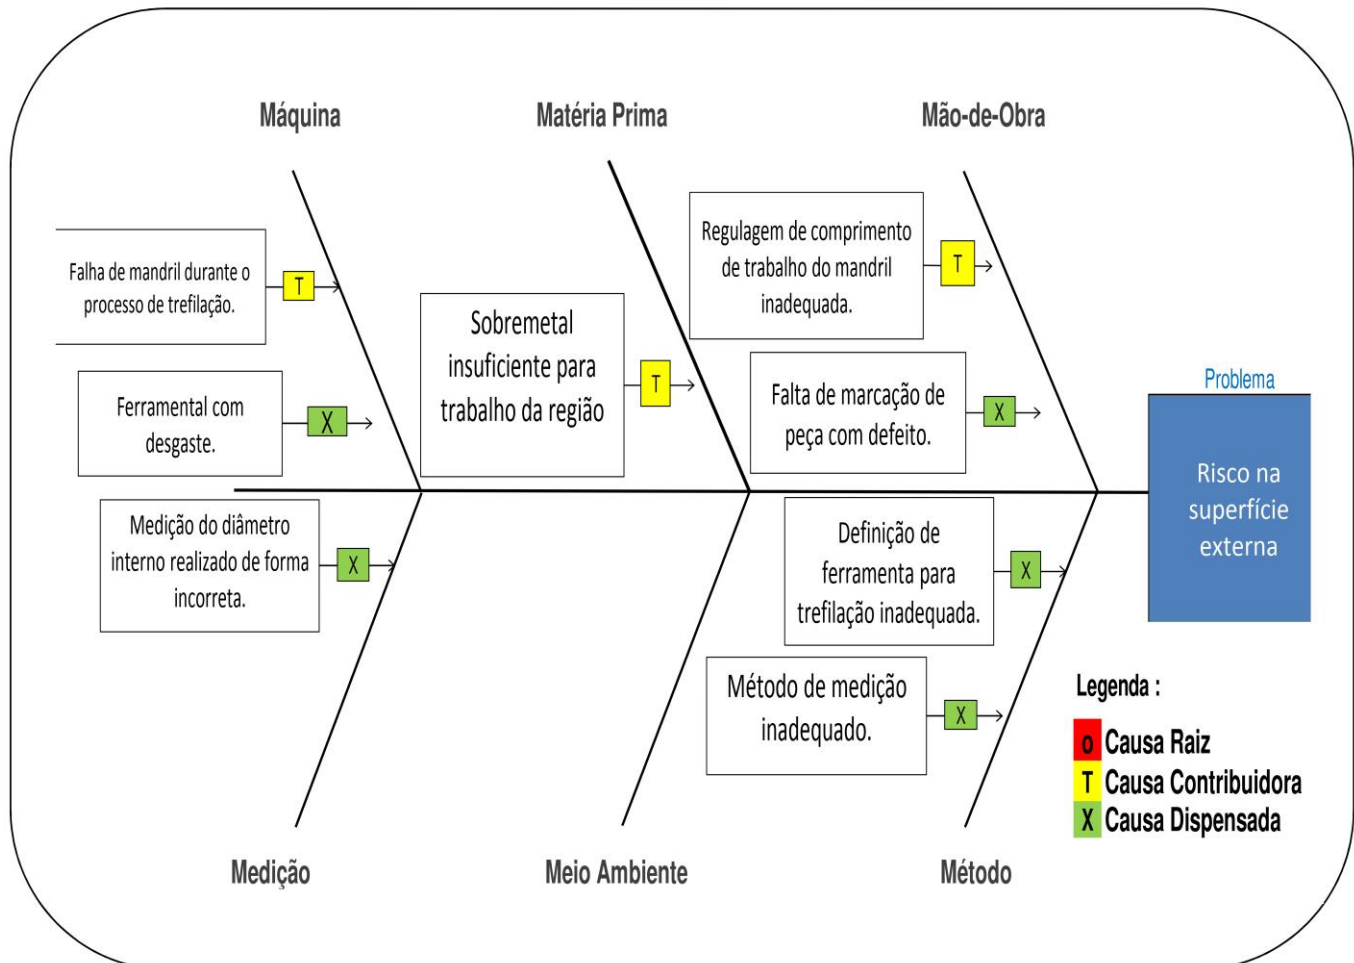 Máquina
Matéria Prima
Mão-de-Obra
Falha de mandril durante o
processo de trefilação.
T
Ferramental com
desgaste.
X
Sobremetal
insuficiente para
trabalho da região
T
Regulagem de comprimento
de trabalho do mandril
inadequada.
T
Falta de marcação de
peça com defeito.
X
Problema
Risco na
superfície
externa
Medição do diâmetro
interno realizado de forma
incorreta.
X
Definição de
ferramenta para
trefilação inadequada.
X
Método de medição
inadequado.
X
Medição
Meio Ambiente
Método
Legenda :
o Causa Raiz
T Causa Contribuidora
X Causa Dispensada